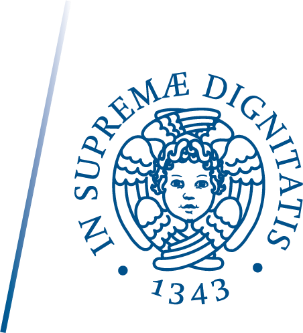 IN SUPREMÆ DIGNITATIS
1343